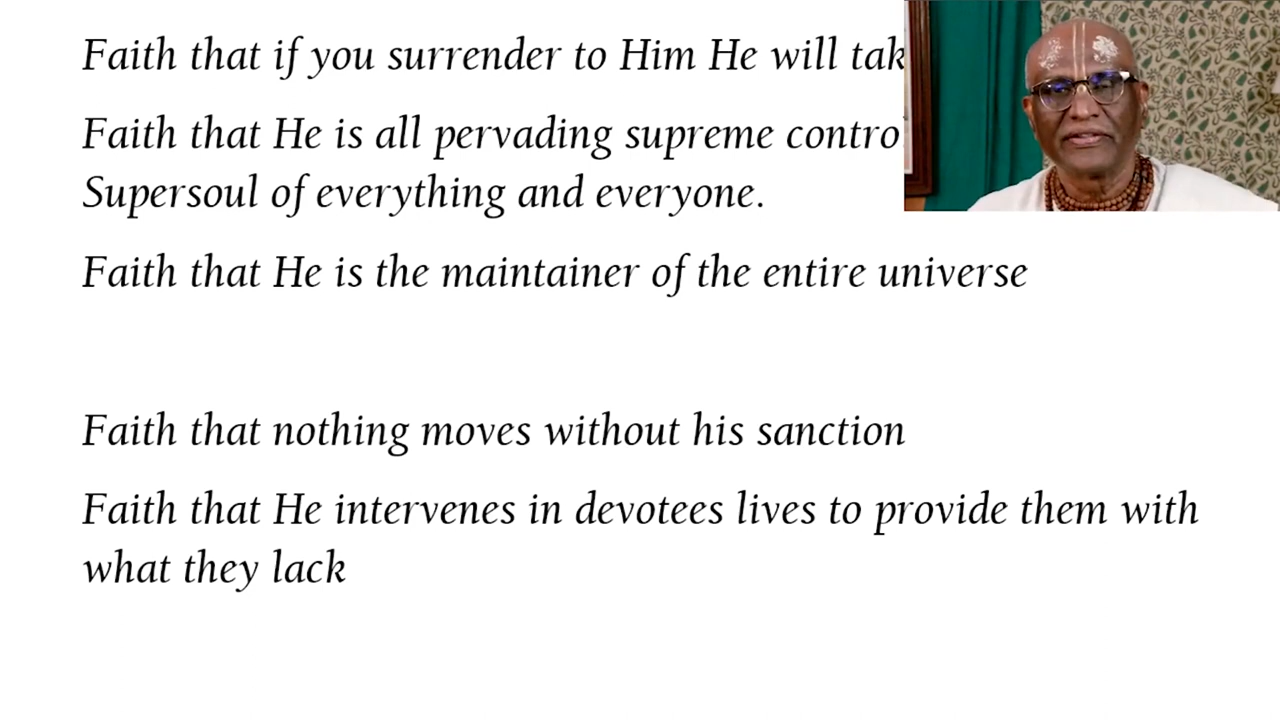 Faith that if you surrender to Him He will
Faith that He is all pervading supreme
Supersoul of everything and everyone.
Faith that He is the maintainer of the entire universe
Faith that nothing moves without his sanction
Faith that He intervenes in devotees lives to provide them with
what they lack